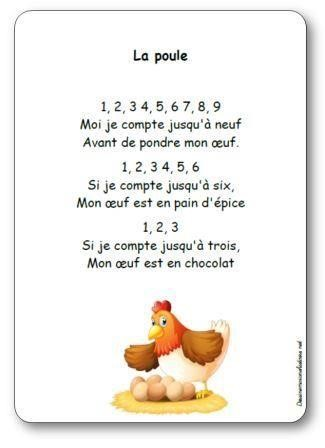 La poule
1, 2, 3 4, 5, 6 7, 8, 9
Moi je compte jusqu'à neuf
Avant de pondre mon œuf.
1, 2, 3 4, 5, 6
Si je compte jusqu'à six,
Mon œuf est en pain d'épice
1, 2, 3
Si je compte jusqu'à trois,
Mon œuf est en chocolat